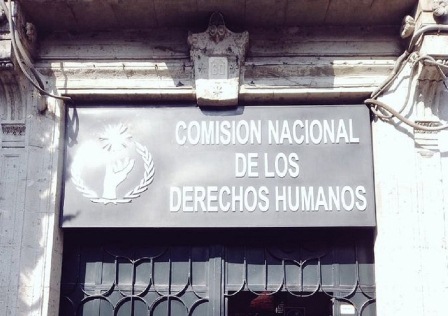 COMISION NACIONAL
DE LOS
DERECHOS HUMANOS